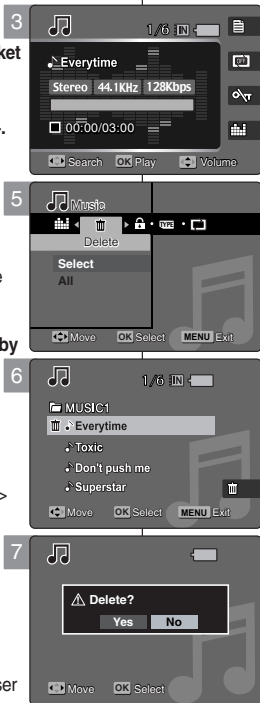 3
1/6 IN
ket
Everytime
OFF
Stereo 44.1KHz 128Kbps
.
00:00/03:00
Search OK Play Volume
5
Music
TYPE
Delete
e
Select
All
by
Move OK Select MENU Exit
6
1/6 IN
MUSIC1
Everytime
Toxic
Don't push me
Superstar
>
Move OK Select MENU Exit
7
Delete?
Yes No
ser
Move OK Select